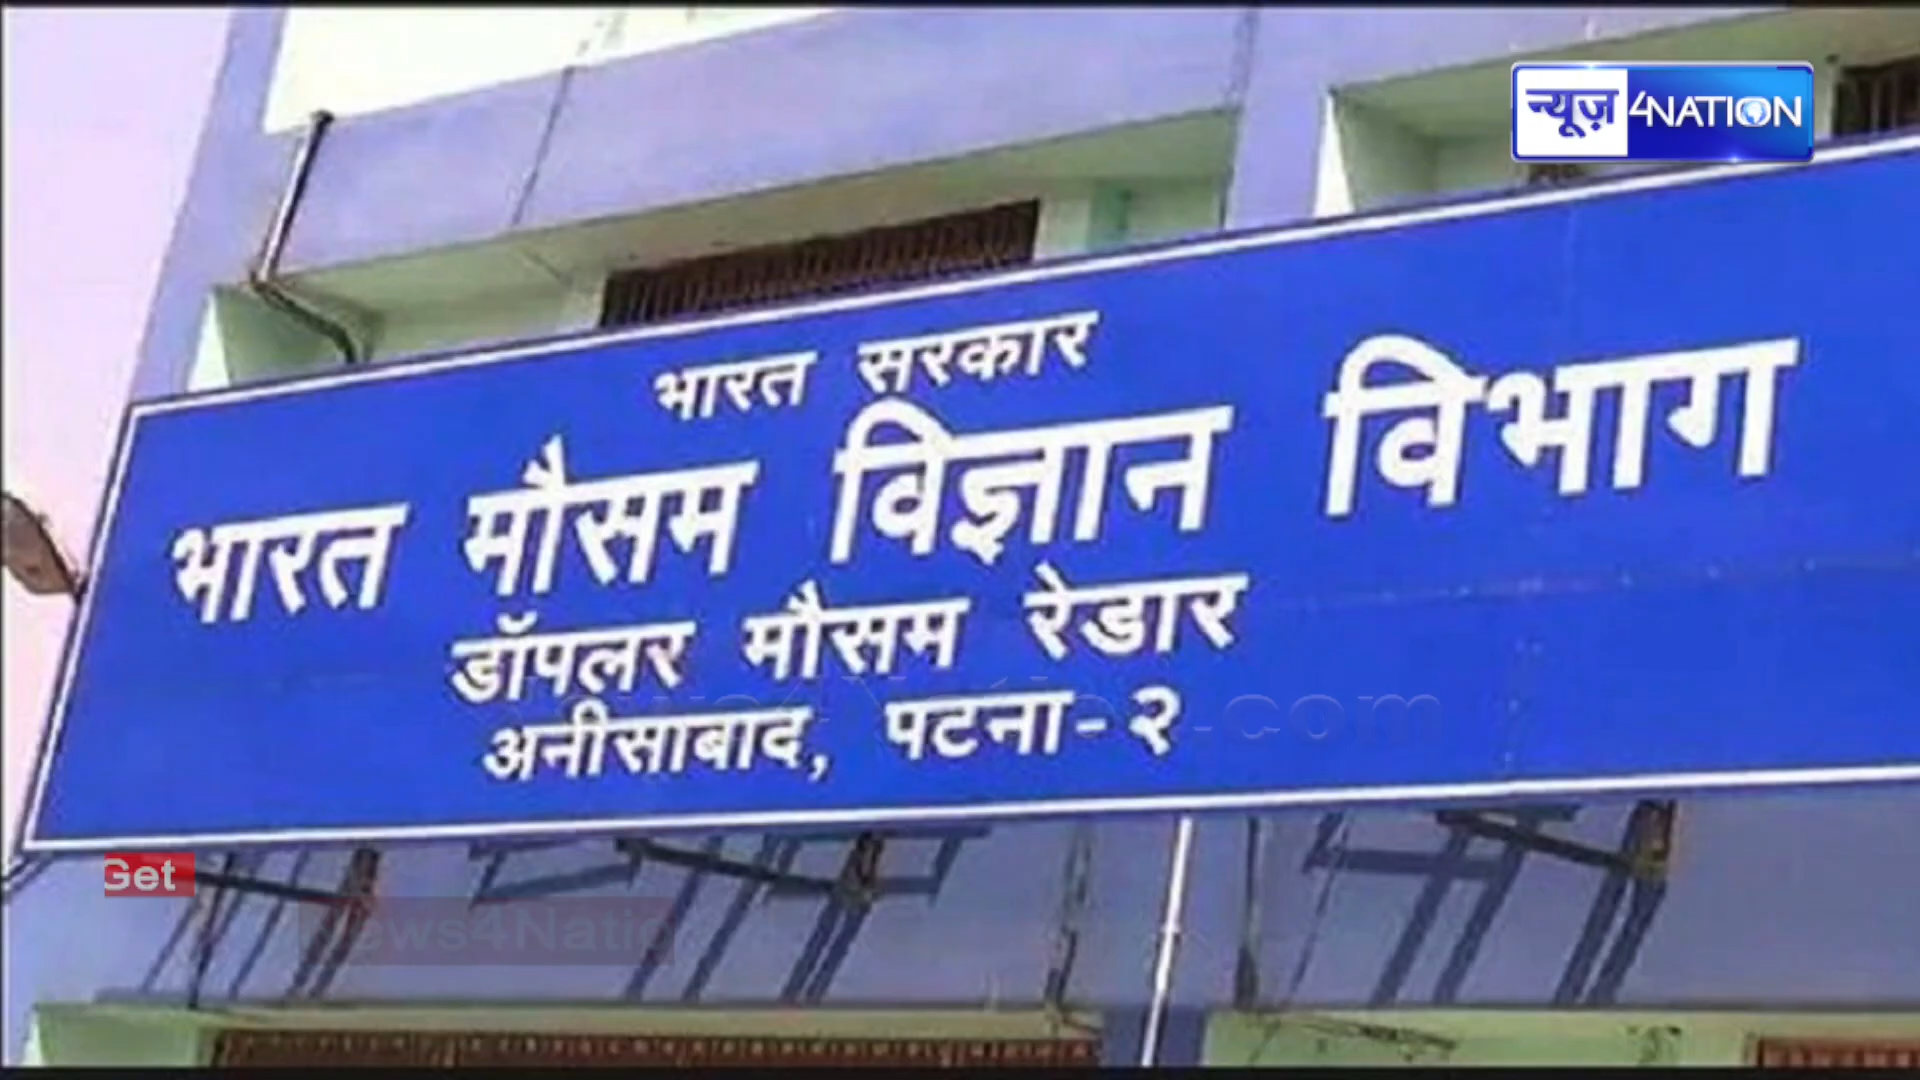 न्यूज़ 4NATION
भारत सरकार
भारत मौसम विज्ञान विभाग
डॉपलर मौसम रेडार
अनीसाबाद, पटना-२
Get